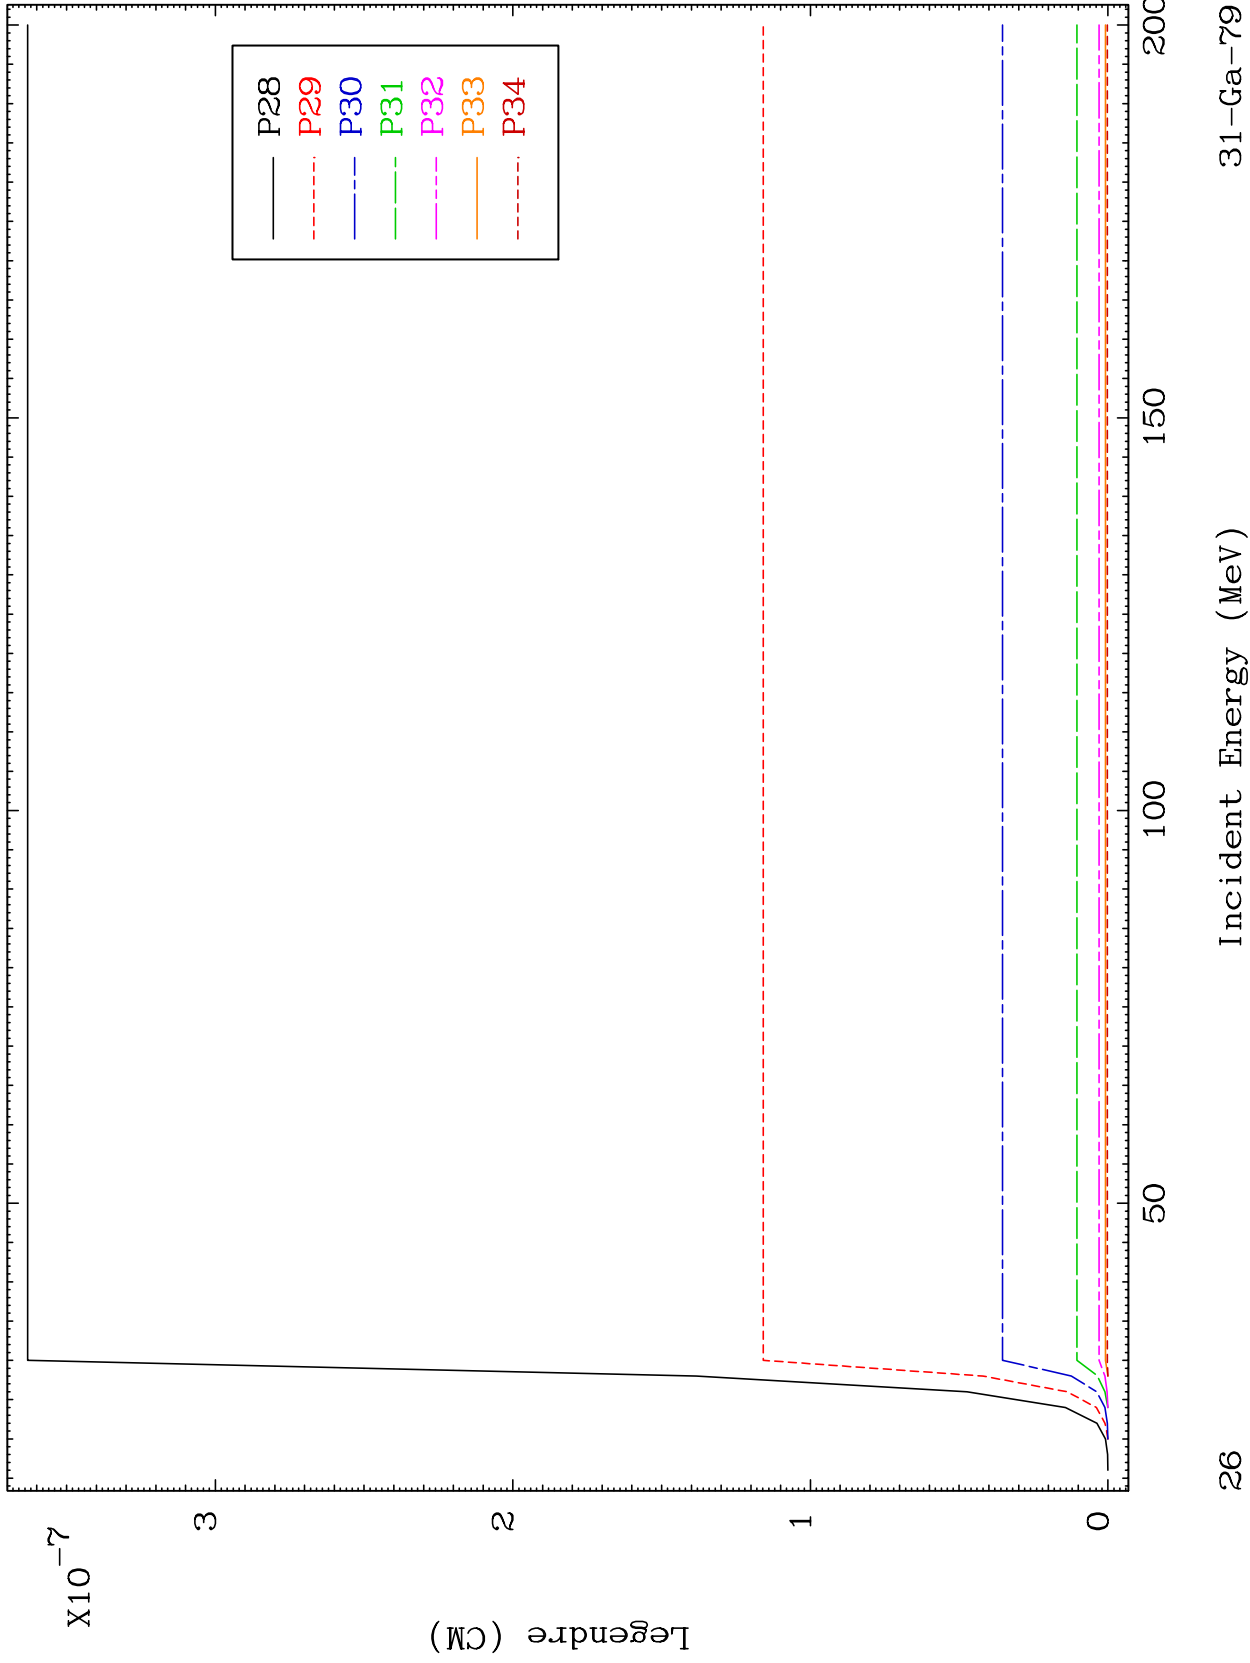 X10-7
3
2
1
0
Legendre (CM)
50
100
150
200
Incident Energy (MeV)
26
31-Ga-79
P28
P29
P30
P31
P32
P33
P34